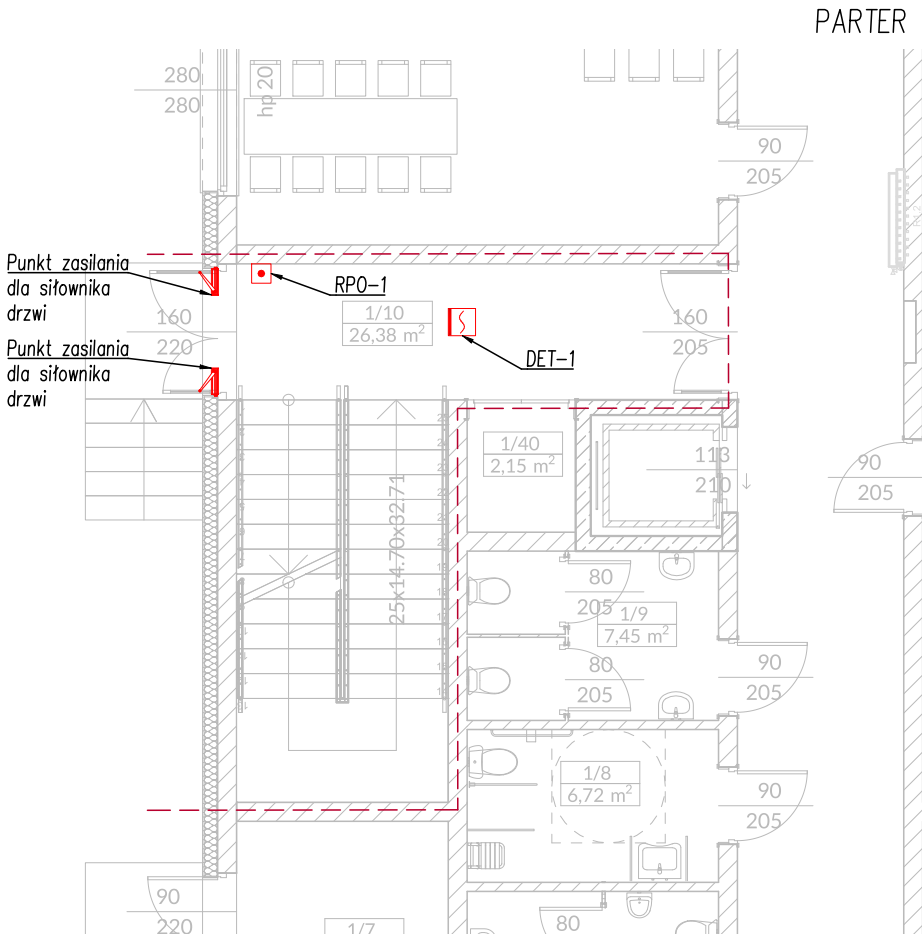 PARTER
280
280
hp 20
90
205
Punkt zasilania
dla siłownika
drzwi
RPO-1
1/10
26,38 m²
160
220
160
205
DET-1
Punkt zasilania
dla siłownika
drzwi
1/40
2,15 m²
113
210
90
205
25x14.70x32.71
80
205
1/9
7,45 m²
80
205
90
205
1/8
6,72 m²
90
205
90
220
1/7
80